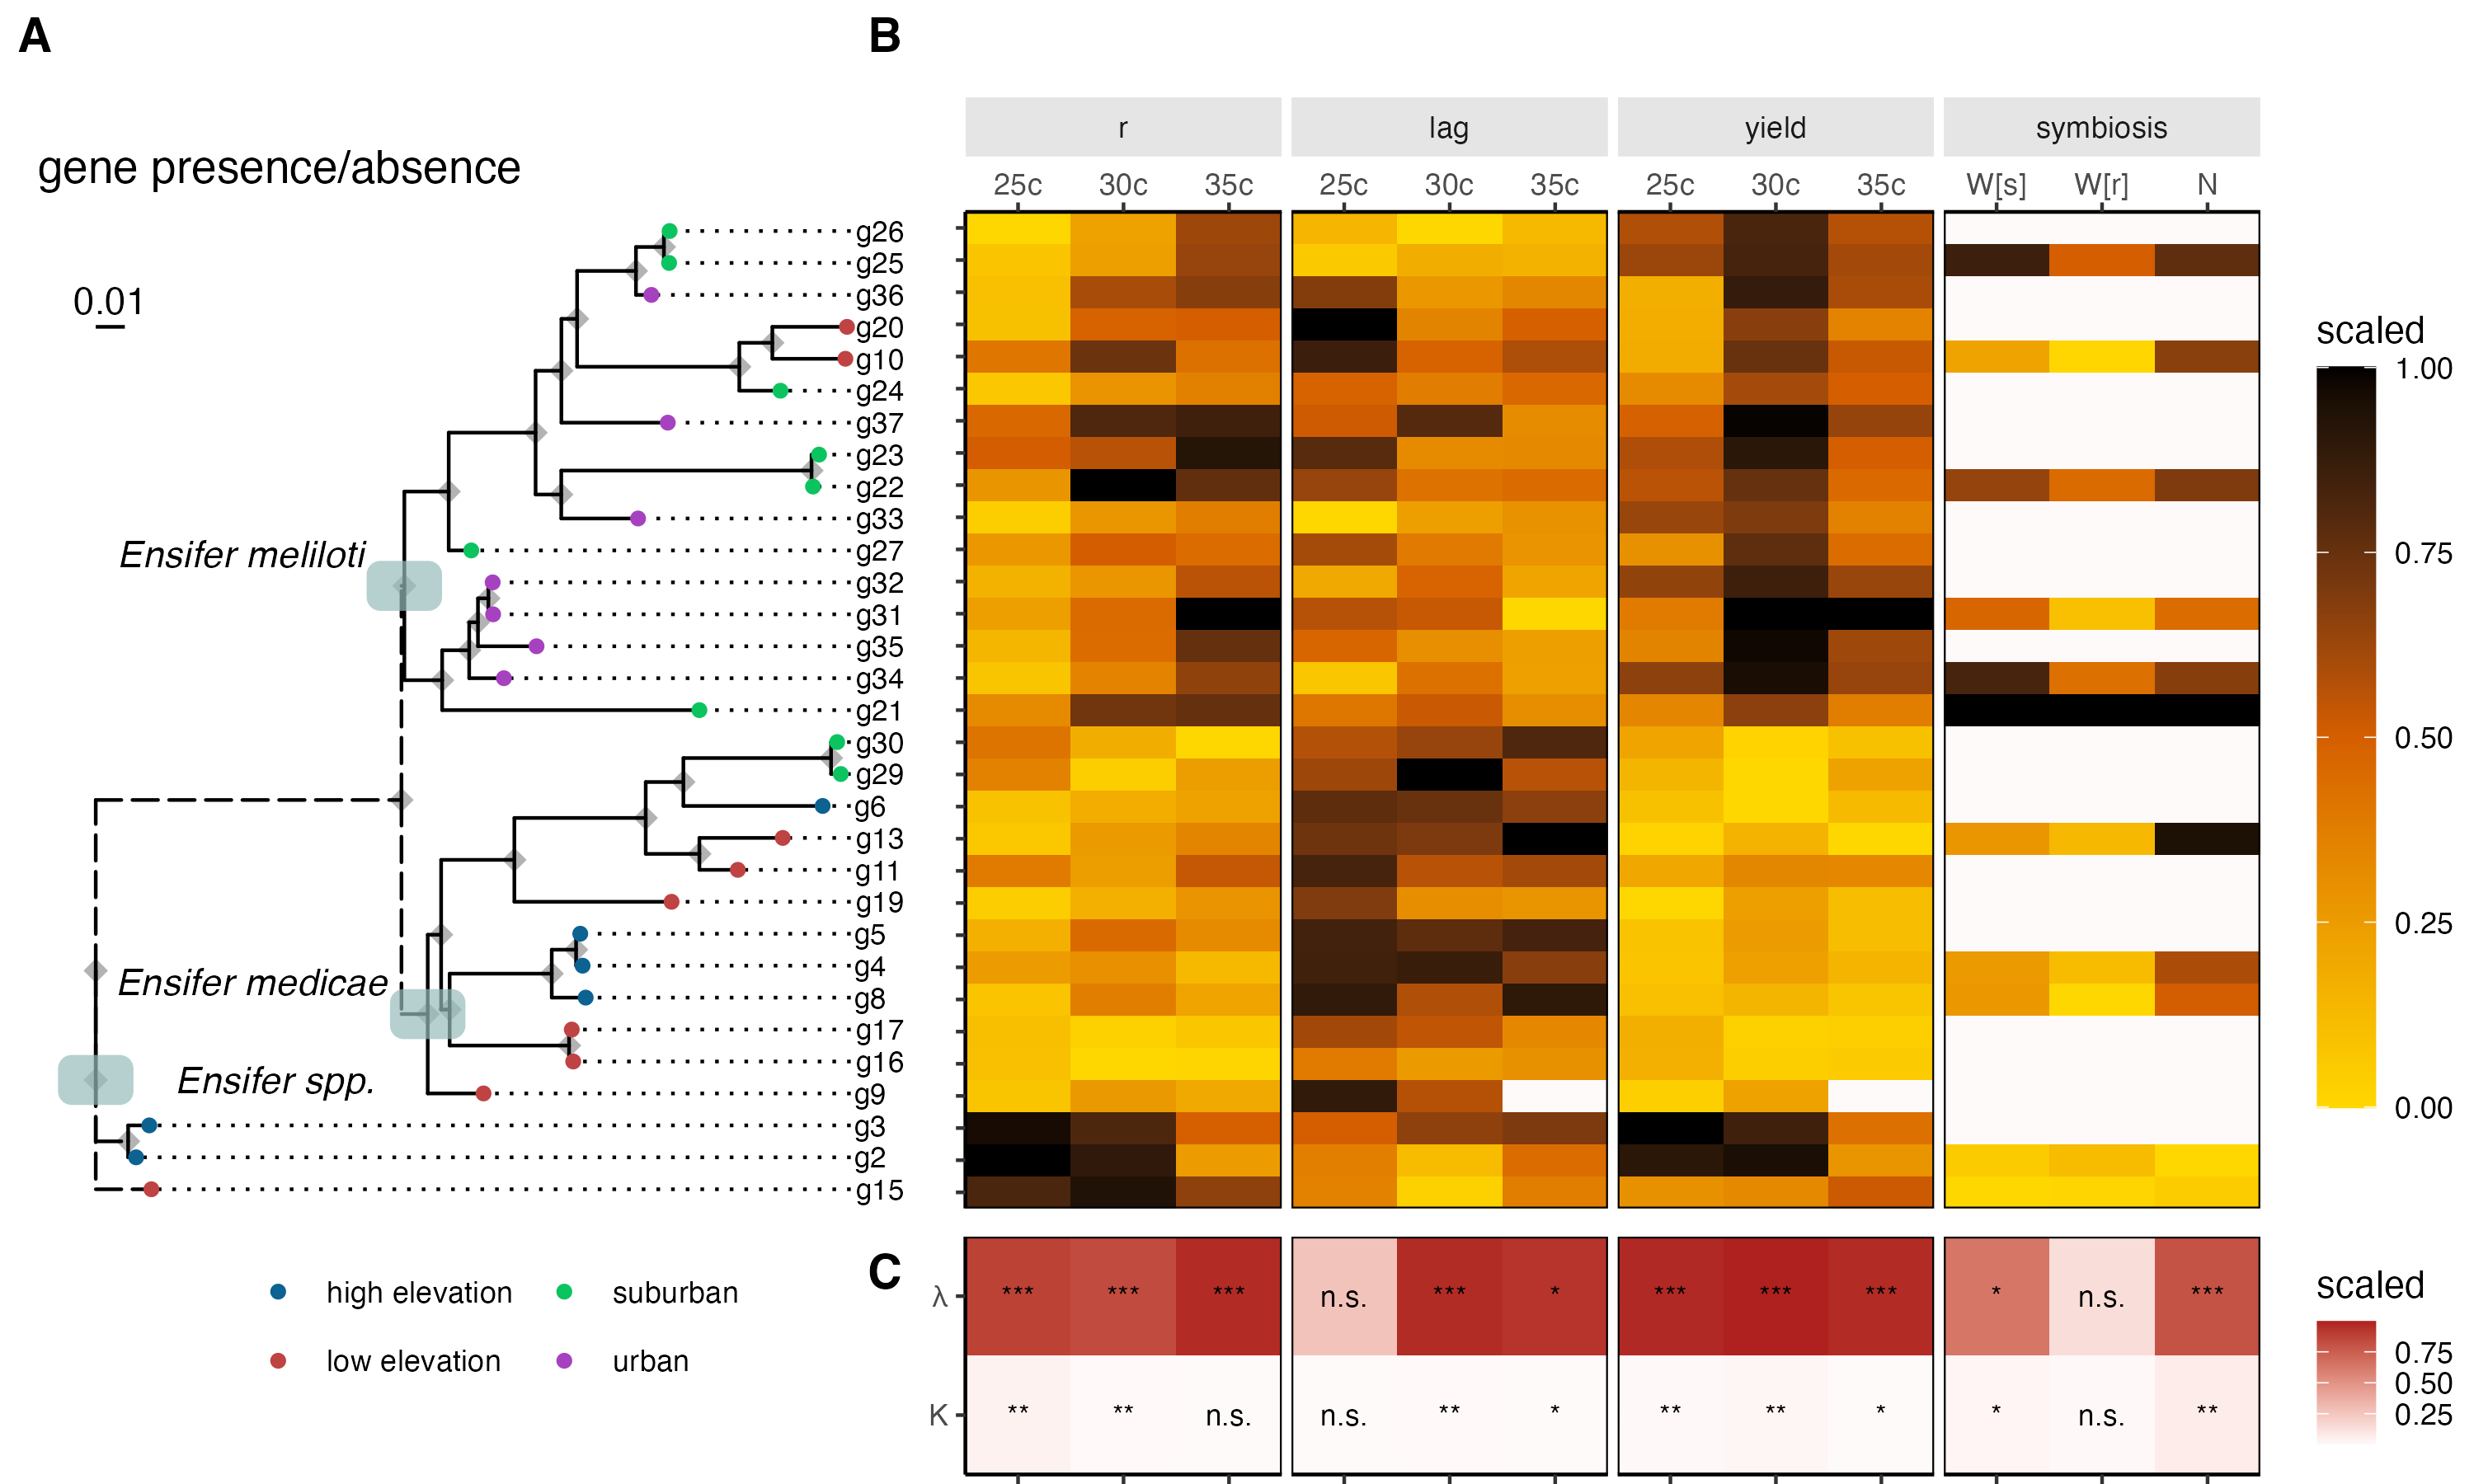 A
B
r lag yield symbiosis
gene presence/absence
25c 30c 35c 25c 30c 35c 25c 30c 35c W[s] W[r] N
0.01
g26
g25
g36
g20
g10
g24
g37
g23
g22
g33
g27
g32
g31
g35
g34
g21
g30
g29
g6
g13
g11
g19
g5
g4
g8
g17
g16
g9
g3
g2
g15
Ensifer meliloti
Ensifer medicae
Ensifer spp.
scaled
1.00
0.75
0.50
0.25
0.00
high elevation suburban
low elevation urban
C
λ *** *** *** n.s. *** * *** *** *** * n.s. ***
K ** ** n.s. n.s. ** * ** ** * * n.s. **
scaled
0.75
0.50
0.25